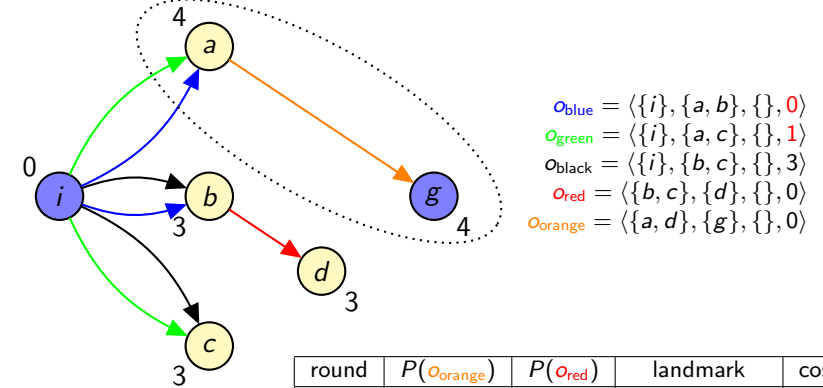 4
a
0
i
b
3
g
4
d
3
c
3
o_blue = ⟨{i}, {a, b}, {}, 0⟩
o_green = ⟨{i}, {a, c}, {}, 1⟩
o_black = ⟨{i}, {b, c}, {}, 3⟩
o_red = ⟨{b, c}, {d}, {}, 0⟩
o_orange = ⟨{a, d}, {g}, {}, 0⟩
round P(o_orange) P(o_red) landmark